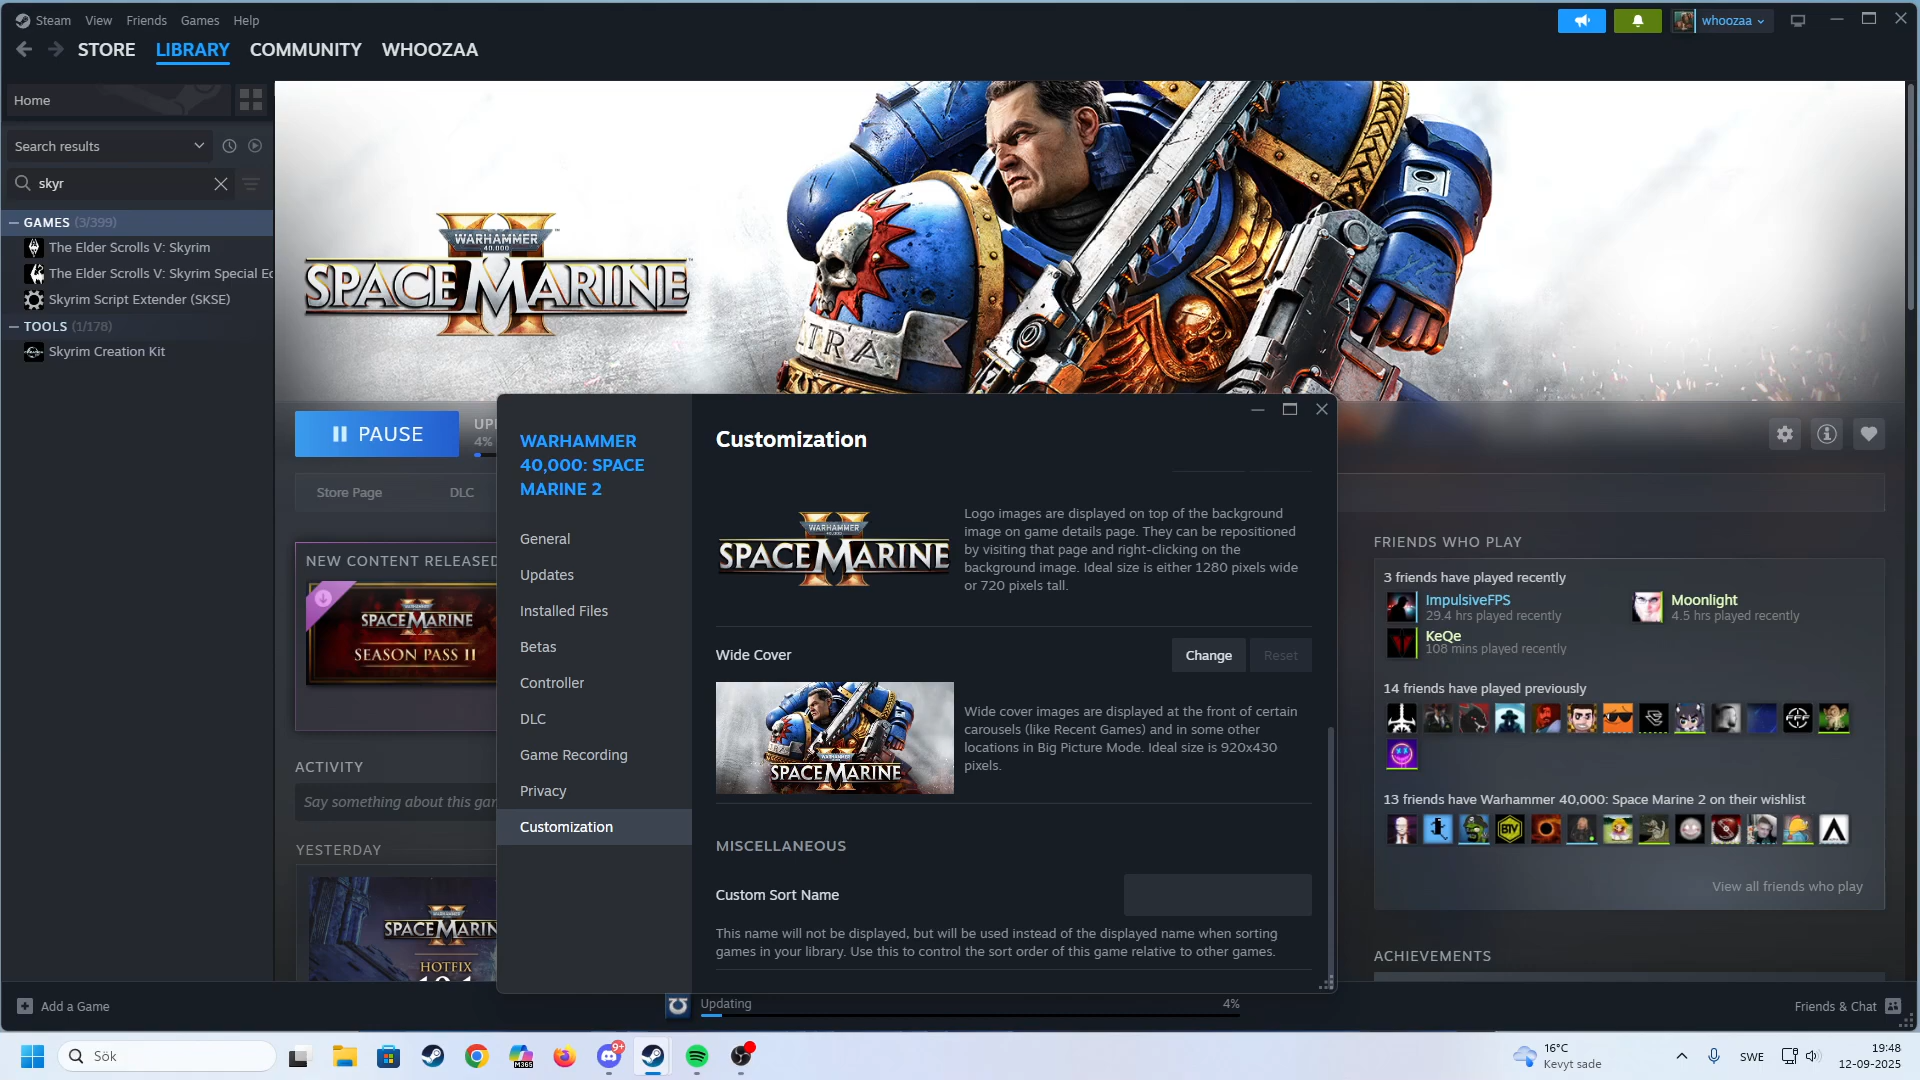 Steam View Friends Games Help
whoozaa
STORE LIBRARY COMMUNITY WHOOZAA
Home
Search results
skyr
GAMES (3/399)
The Elder Scrolls V: Skyrim
The Elder Scrolls V: Skyrim Special Ec
Skyrim Script Extender (SKSE)
TOOLS (1/178)
Skyrim Creation Kit
WARHAMMER
40,000
SPACE MARINE
II
TRA
PAUSE
UPI
4%
Store Page DLC
NEW CONTENT RELEASED
SPACE MARINE
SEASON PASS II
ACTIVITY
Say something about this gam
YESTERDAY
SPACE MARIN
HOTFIX
WARHAMMER
40,000: SPACE
MARINE 2
General
Updates
Installed Files
Betas
Controller
DLC
Game Recording
Privacy
Customization
Customization
WARHAMMER
SPACE MARINE
Logo images are displayed on top of the background
image on game details page. They can be repositioned
by visiting that page and right-clicking on the
background image. Ideal size is either 1280 pixels wide
or 720 pixels tall.
Wide Cover
Change Reset
WARHAMMER
SPACE MARINE
Wide cover images are displayed at the front of certain
carousels (like Recent Games) and in some other
locations in Big Picture Mode. Ideal size is 920x430
pixels.
MISCELLANEOUS
Custom Sort Name
This name will not be displayed, but will be used instead of the displayed name when sorting
games in your library. Use this to control the sort order of this game relative to other games.
FRIENDS WHO PLAY
3 friends have played recently
ImpulsiveFPS
29.4 hrs played recently
Moonlight
4.5 hrs played recently
KeQe
108 mins played recently
14 friends have played previously
13 friends have Warhammer 40,000: Space Marine 2 on their wishlist
BTV
View all friends who play
ACHIEVEMENTS
Add a Game
Updating 4%
Friends & Chat
Sök
M365
9+
16°C
Kevyt sade
SWE
19:48
12-09-2025